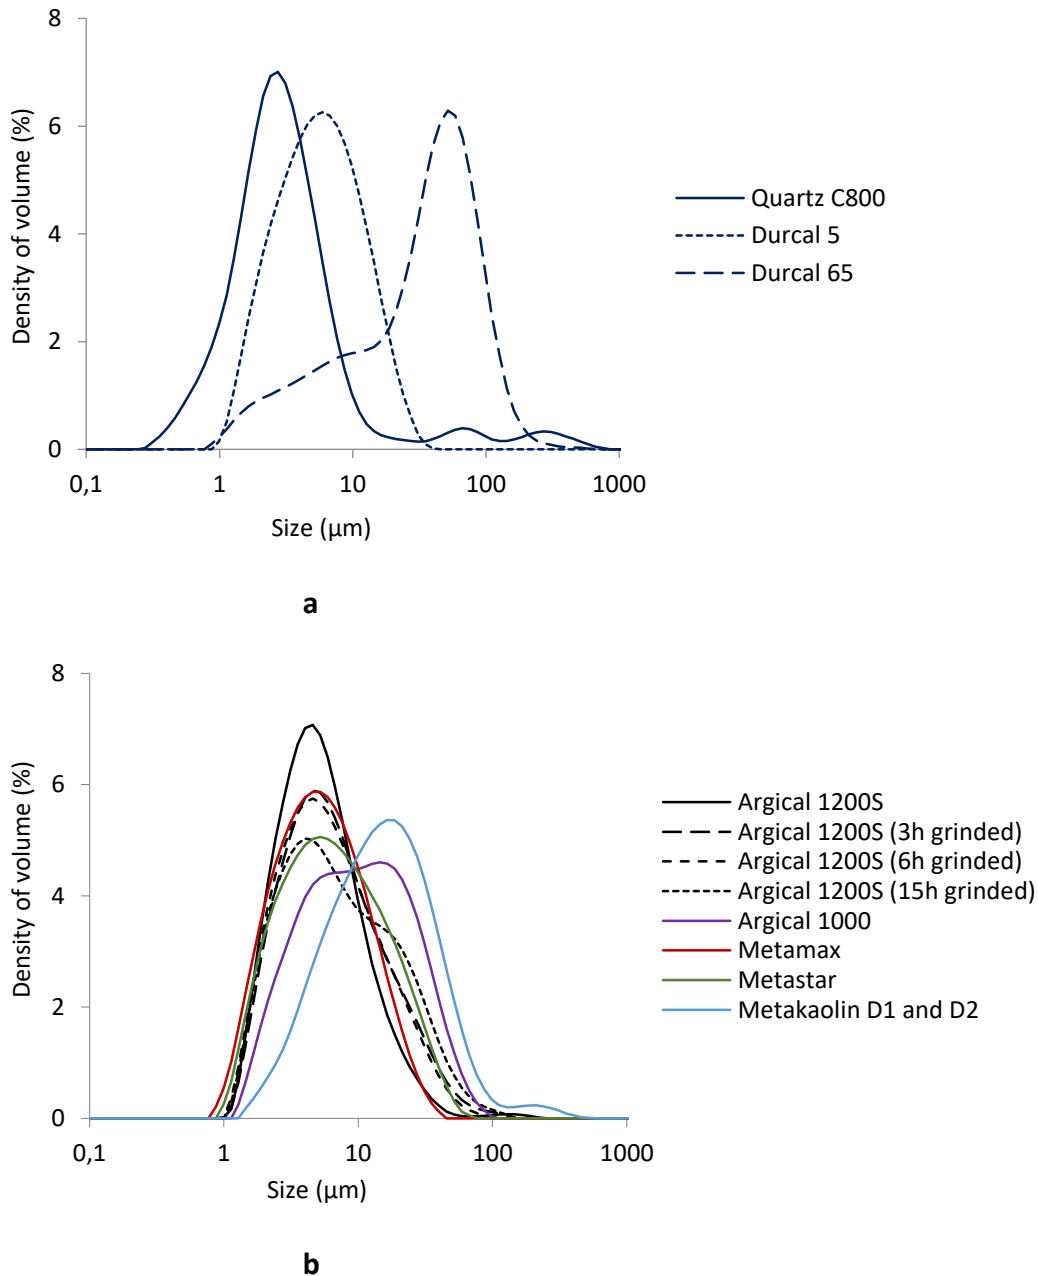 8
6
4
2
0
Density of volume (%)
0,1 1 10 100 1000
Size (µm)
Quartz C800
Durcal 5
Durcal 65
a
8
6
4
2
0
Density of volume (%)
0,1 1 10 100 1000
Size (µm)
Argical 1200S
Argical 1200S (3h grinded)
Argical 1200S (6h grinded)
Argical 1200S (15h grinded)
Argical 1000
Metamax
Metastar
Metakaolin D1 and D2
b